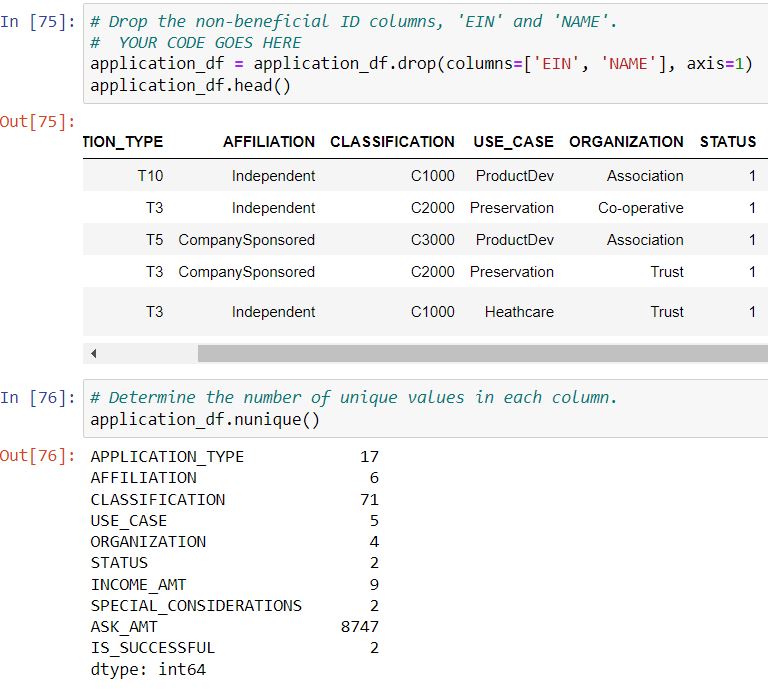 In [75]: # Drop the non-beneficial ID columns, 'EIN' and 'NAME'.
#  YOUR CODE GOES HERE
application_df = application_df.drop(columns=['EIN', 'NAME'], axis=1)
application_df.head()
Out[75]:
TION_TYPE AFFILIATION CLASSIFICATION USE_CASE ORGANIZATION STATUS
T10 Independent C1000 ProductDev Association 1
T3 Independent C2000 Preservation Co-operative 1
T5 CompanySponsored C3000 ProductDev Association 1
T3 CompanySponsored C2000 Preservation Trust 1
T3 Independent C1000 Heathcare Trust 1
In [76]: # Determine the number of unique values in each column.
application_df.nunique()
Out[76]: APPLICATION_TYPE 17
AFFILIATION 6
CLASSIFICATION 71
USE_CASE 5
ORGANIZATION 4
STATUS 2
INCOME_AMT 9
SPECIAL_CONSIDERATIONS 2
ASK_AMT 8747
IS_SUCCESSFUL 2
dtype: int64